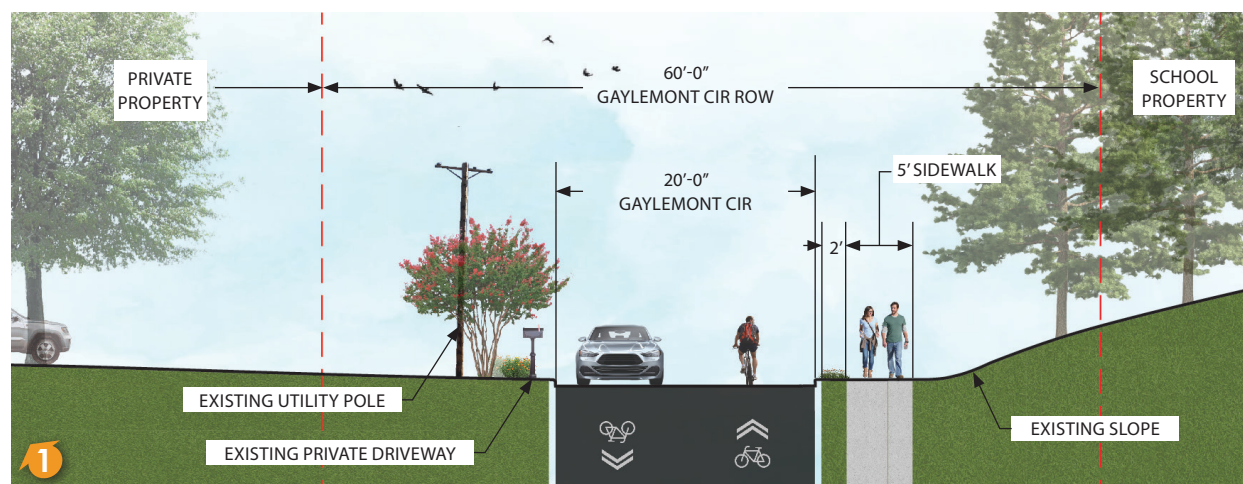 PRIVATE
PROPERTY
60’-0”
GAYLEMONT CIR ROW
SCHOOL
PROPERTY
20’-0”
GAYLEMONT CIR
5’ SIDEWALK
2’
EXISTING UTILITY POLE
EXISTING PRIVATE DRIVEWAY
EXISTING SLOPE
1